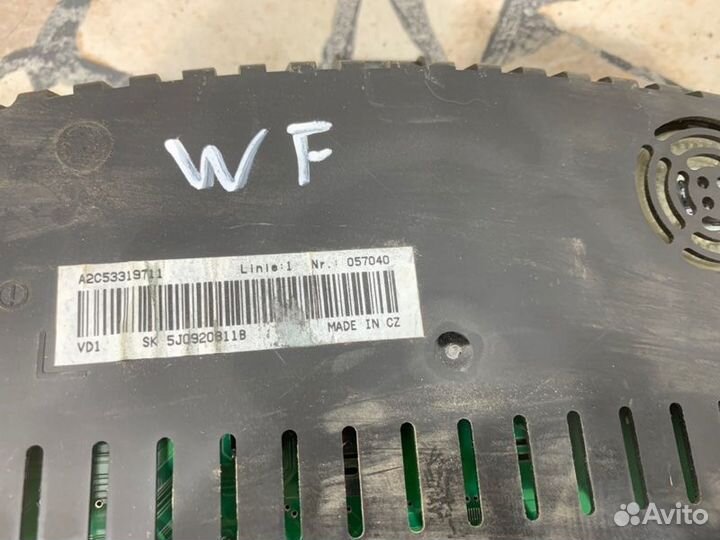 WF
A2C53319711 Linie:1 Nr.: 057040
VD1 SK 5J0920811B MADE IN CZ
Avito